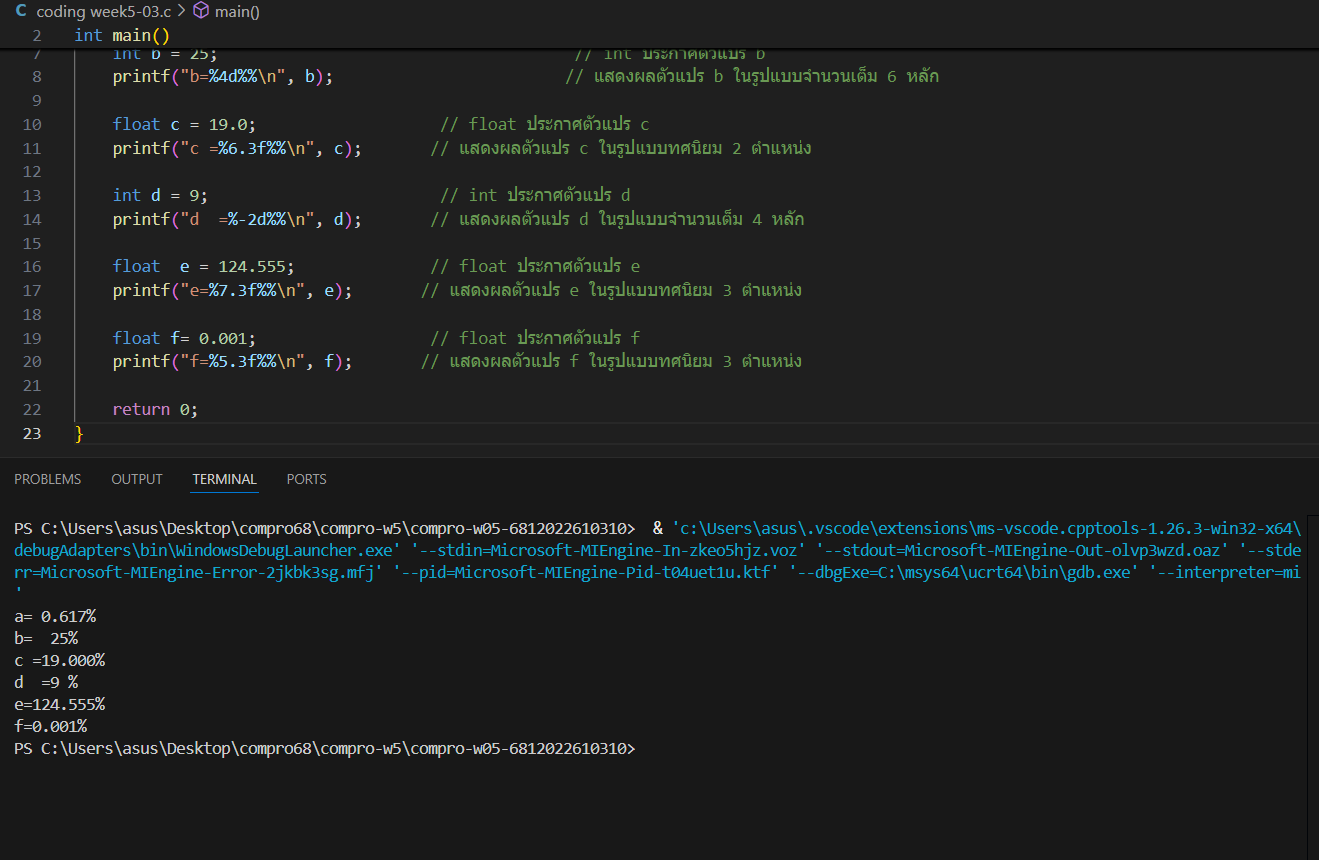 C coding week5-03.c > main()
2 int main()
7 int b = 25; // int ประกาศตัวแปร b
8 printf("b=%4d%%\n", b); // แสดงผลตัวแปร b ในรูปแบบจำนวนเต็ม 6 หลัก
9
10 float c = 19.0; // float ประกาศตัวแปร c
11 printf("c =%6.3f%%\n", c); // แสดงผลตัวแปร c ในรูปแบบทศนิยม 2 ตำแหน่ง
12
13 int d = 9; // int ประกาศตัวแปร d
14 printf("d  =%-2d%%\n", d); // แสดงผลตัวแปร d ในรูปแบบจำนวนเต็ม 4 หลัก
15
16 float  e = 124.555; // float ประกาศตัวแปร e
17 printf("e=%7.3f%%\n", e); // แสดงผลตัวแปร e ในรูปแบบทศนิยม 3 ตำแหน่ง
18
19 float f= 0.001; // float ประกาศตัวแปร f
20 printf("f=%5.3f%%\n", f); // แสดงผลตัวแปร f ในรูปแบบทศนิยม 3 ตำแหน่ง
21
22 return 0;
23 }
PROBLEMS OUTPUT TERMINAL PORTS
PS C:\Users\asus\Desktop\compro68\compro-w5\compro-w05-6812022610310>  & 'c:\Users\asus\.vscode\extensions\ms-vscode.cpptools-1.26.3-win32-x64\
debugAdapters\bin\WindowsDebugLauncher.exe' '--stdin=Microsoft-MIEngine-In-zkeo5hjz.voz' '--stdout=Microsoft-MIEngine-Out-olvp3wzd.oaz' '--stde
rr=Microsoft-MIEngine-Error-2jkbk3sg.mfj' '--pid=Microsoft-MIEngine-Pid-t04uet1u.ktf' '--dbgExe=C:\msys64\ucrt64\bin\gdb.exe' '--interpreter=mi
'
a= 0.617%
b=  25%
c =19.000%
d  =9 %
e=124.555%
f=0.001%
PS C:\Users\asus\Desktop\compro68\compro-w5\compro-w05-6812022610310>